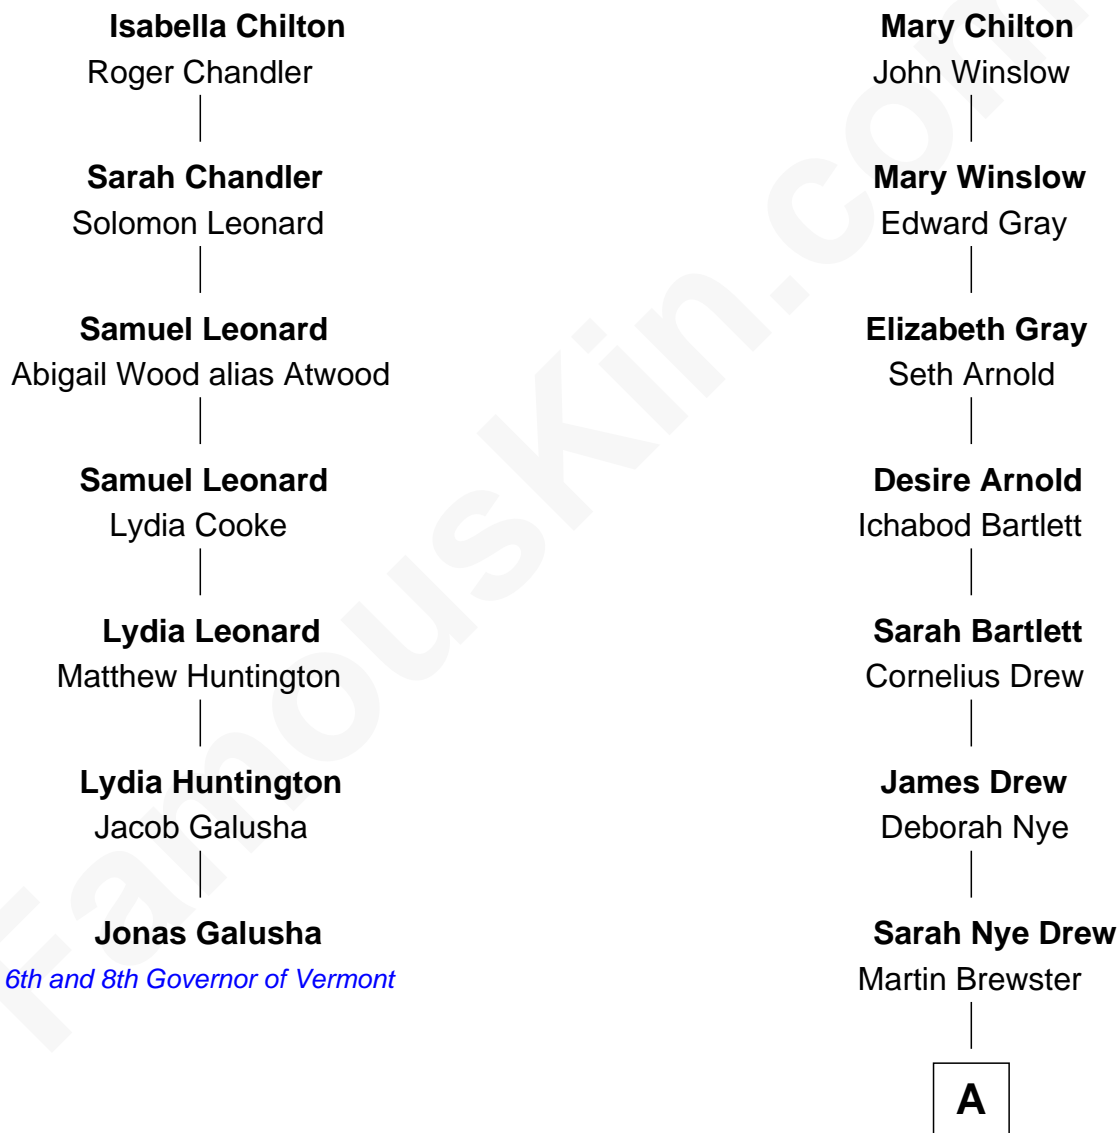 Isabella Chilton
Roger Chandler
Sarah Chandler
Solomon Leonard
Samuel Leonard
Abigail Wood alias Atwood
Samuel Leonard
Lydia Cooke
Lydia Leonard
Matthew Huntington
Lydia Huntington
Jacob Galusha
Jonas Galusha
6th and 8th Governor of Vermont
Mary Chilton
John Winslow
Mary Winslow
Edward Gray
Elizabeth Gray
Seth Arnold
Desire Arnold
Ichabod Bartlett
Sarah Bartlett
Cornelius Drew
James Drew
Deborah Nye
Sarah Nye Drew
Martin Brewster
A
FamousKin.com